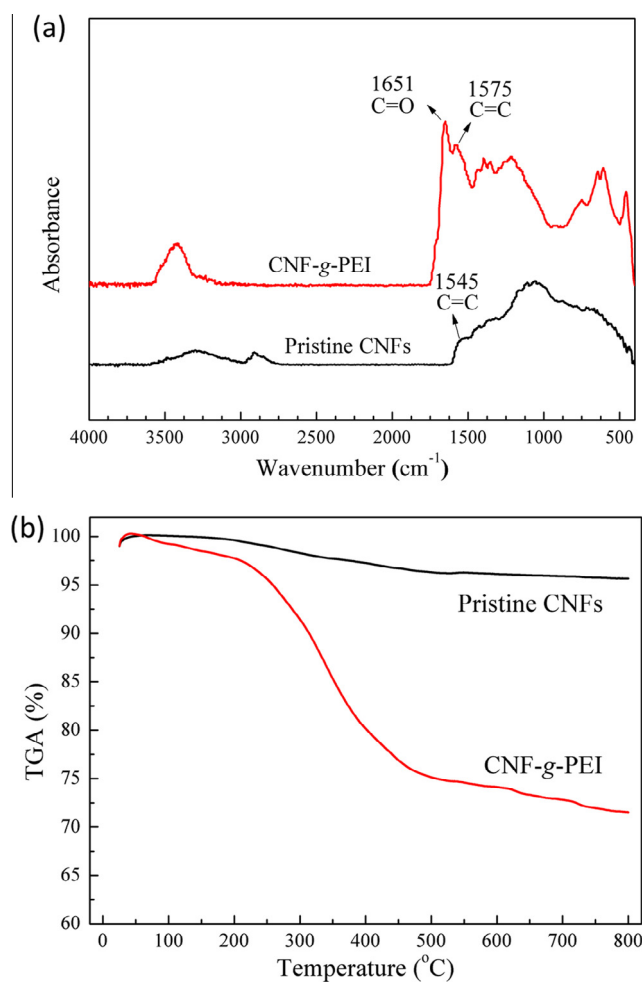 (a)
Absorbance
1651
C=O
1575
C=C
CNF-g-PEI
1545
C=C
Pristine CNFs
4000 3500 3000 2500 2000 1500 1000 500
Wavenumber (cm⁻¹)
(b)
TGA (%)
100
95
90
85
80
75
70
65
60
Pristine CNFs
CNF-g-PEI
0 100 200 300 400 500 600 700 800
Temperature (°C)